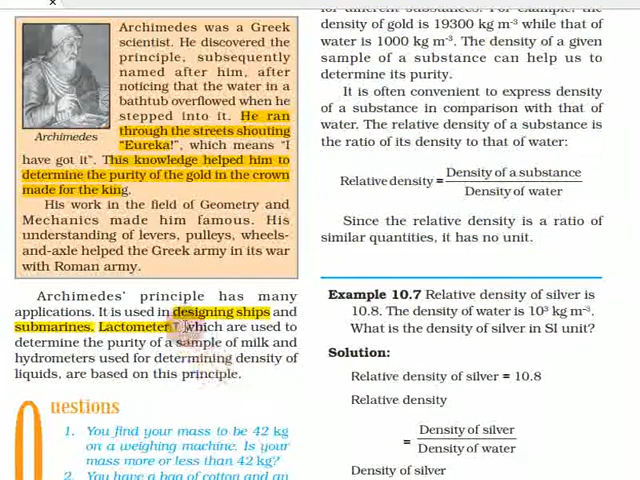 Archimedes was a Greek
scientist. He discovered the
principle, subsequently
named after him, after
noticing that the water in a
bathtub overflowed when he
stepped into it. He ran
through the streets shouting
"Eureka!", which means "I
have got it". This knowledge helped him to
determine the purity of the gold in the crown
made for the king.
Archimedes
His work in the field of Geometry and
Mechanics made him famous. His
understanding of levers, pulleys, wheels-
and-axle helped the Greek army in its war
with Roman army.
Archimedes' principle has many
applications. It is used in designing ships and
submarines. Lactometer which are used to
determine the purity of a sample of milk and
hydrometers used for determining density of
liquids, are based on this principle.
Questions
1. You find your mass to be 42 kg
on a weighing machine. Is your
mass more or less than 42 kg?
2. You have a bag of cotton and an
density of gold is 19300 kg m⁻³ while that of
water is 1000 kg m⁻³. The density of a given
sample of a substance can help us to
determine its purity.
It is often convenient to express density
of a substance in comparison with that of
water. The relative density of a substance is
the ratio of its density to that of water:
Relative density = Density of a substance
Density of water
Since the relative density is a ratio of
similar quantities, it has no unit.
Example 10.7 Relative density of silver is
10.8. The density of water is 10³ kg m⁻³.
What is the density of silver in SI unit?
Solution:
Relative density of silver = 10.8
Relative density
= Density of silver
Density of water
Density of silver